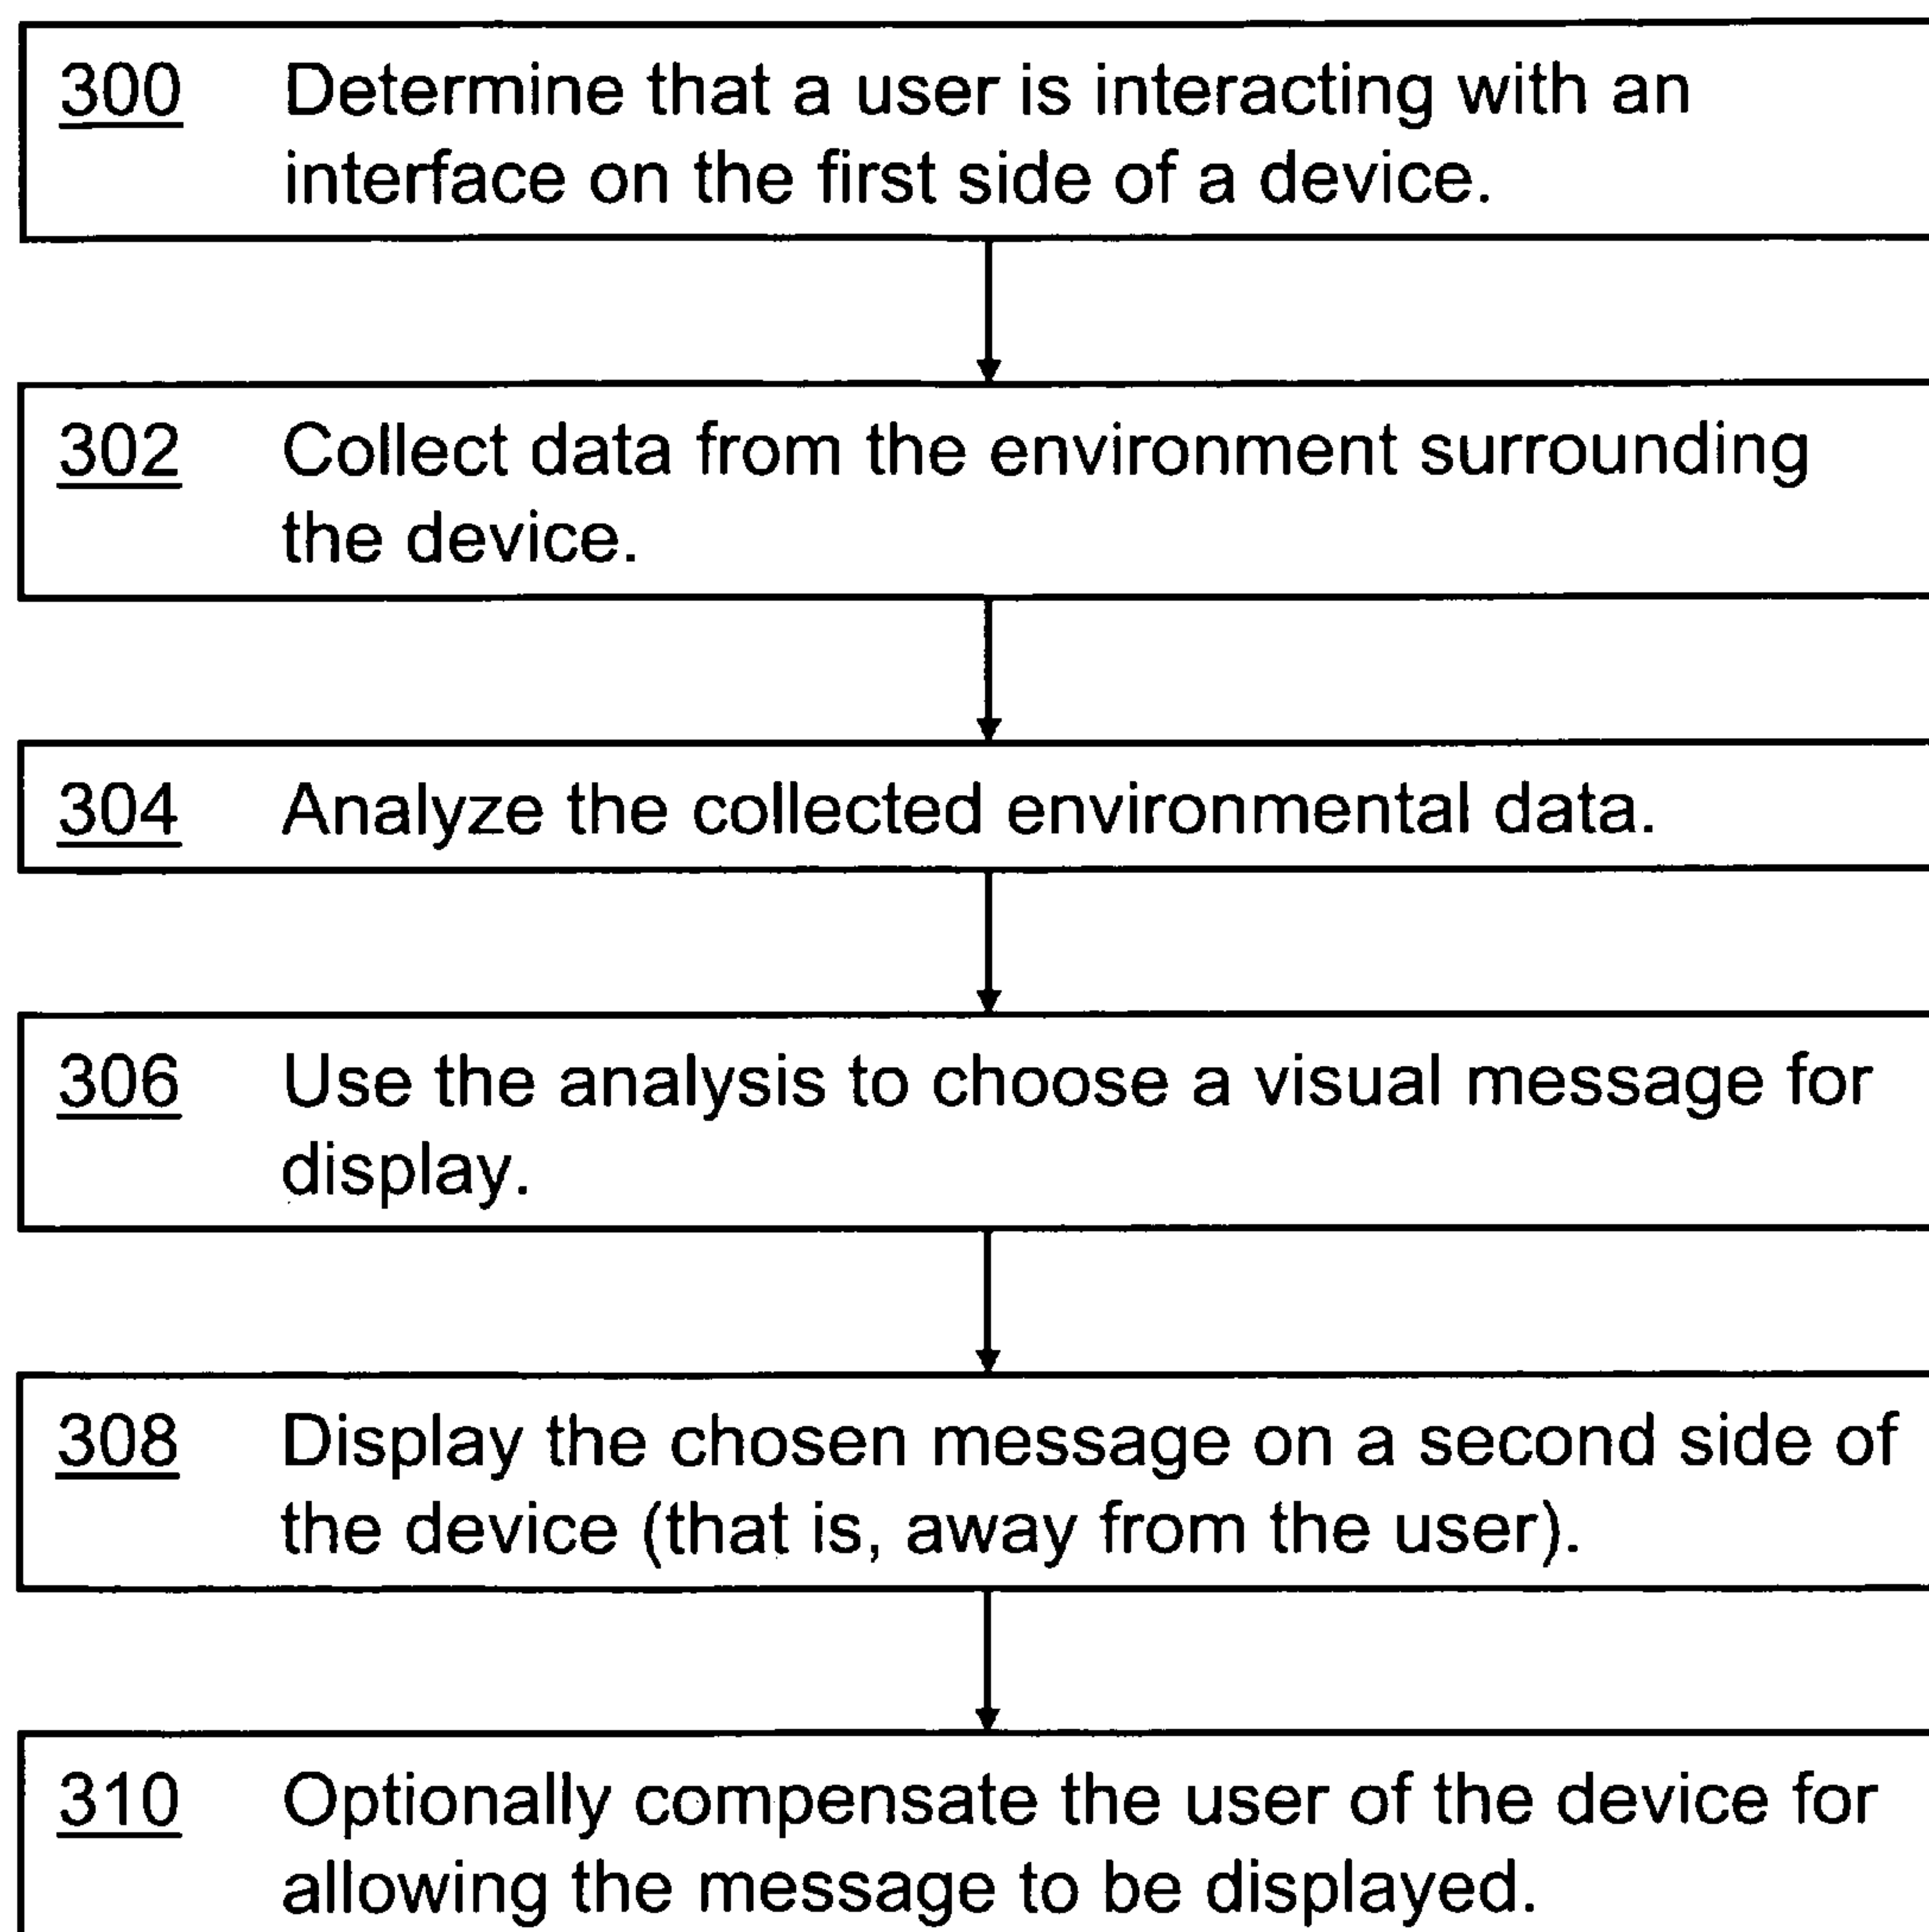 300 Determine that a user is interacting with an
interface on the first side of a device.
302 Collect data from the environment surrounding
the device.
304 Analyze the collected environmental data.
306 Use the analysis to choose a visual message for
display.
308 Display the chosen message on a second side of
the device (that is, away from the user).
310 Optionally compensate the user of the device for
allowing the message to be displayed.